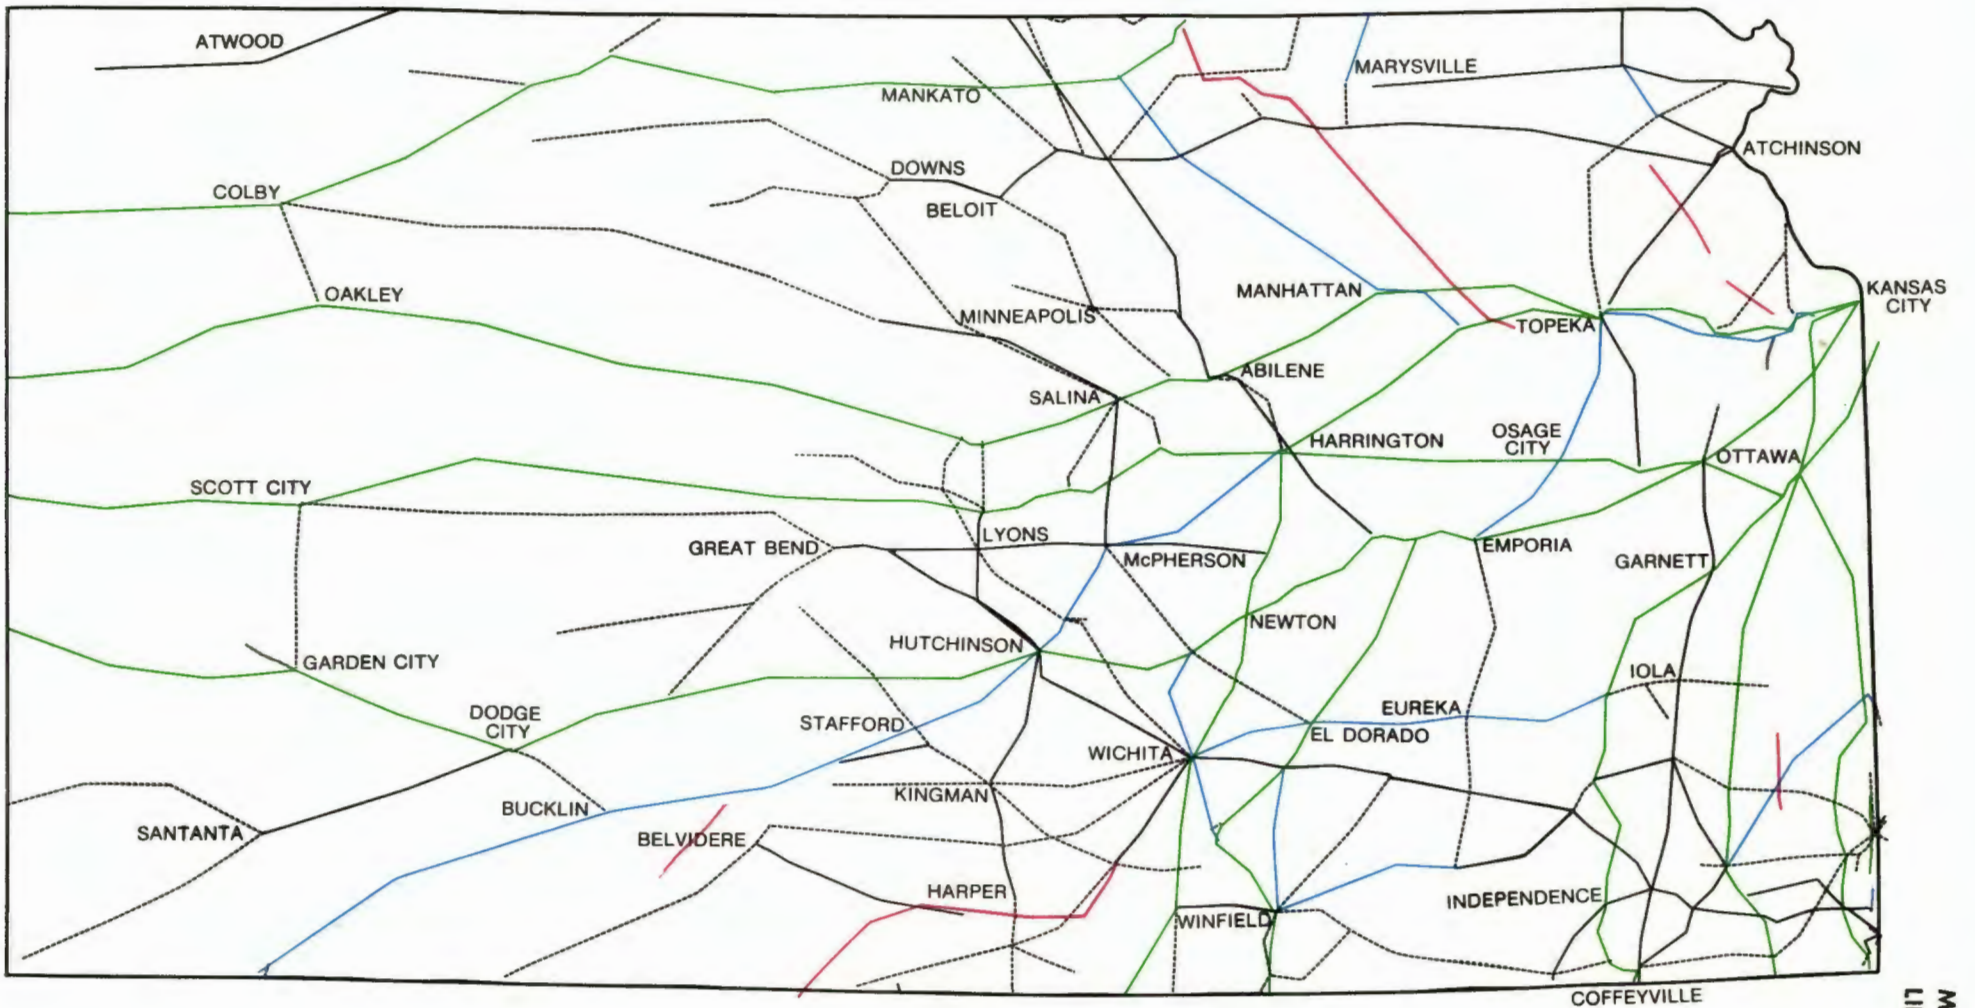 ATWOOD
MARYSVILLE
MANKATO
ATCHINSON
DOWNS
COLBY
BELOIT
MANHATTAN
KANSAS
CITY
OAKLEY
MINNEAPOLIS
TOPEKA
ABILENE
SALINA
HARRINGTON
OSAGE
CITY
OTTAWA
SCOTT CITY
LYONS
GREAT BEND
McPHERSON
EMPORIA
GARNETT
NEWTON
HUTCHINSON
GARDEN CITY
IOLA
DODGE
CITY
STAFFORD
EUREKA
EL DORADO
WICHITA
KINGMAN
BUCKLIN
SANTANTA
BELVIDERE
HARPER
INDEPENDENCE
WINFIELD
COFFEYVILLE